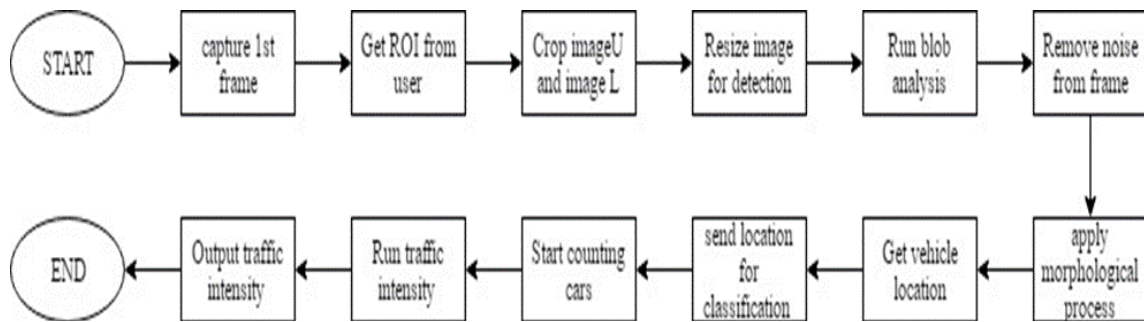 START
capture 1st
frame
Get ROI from
user
Crop imageU
and image L
Resize image
for detection
Run blob
analysis
Remove noise
from frame
apply
morphological
process
Get vehicle
location
send location
for
classification
Start counting
cars
Run traffic
intensity
Output traffic
intensity
END